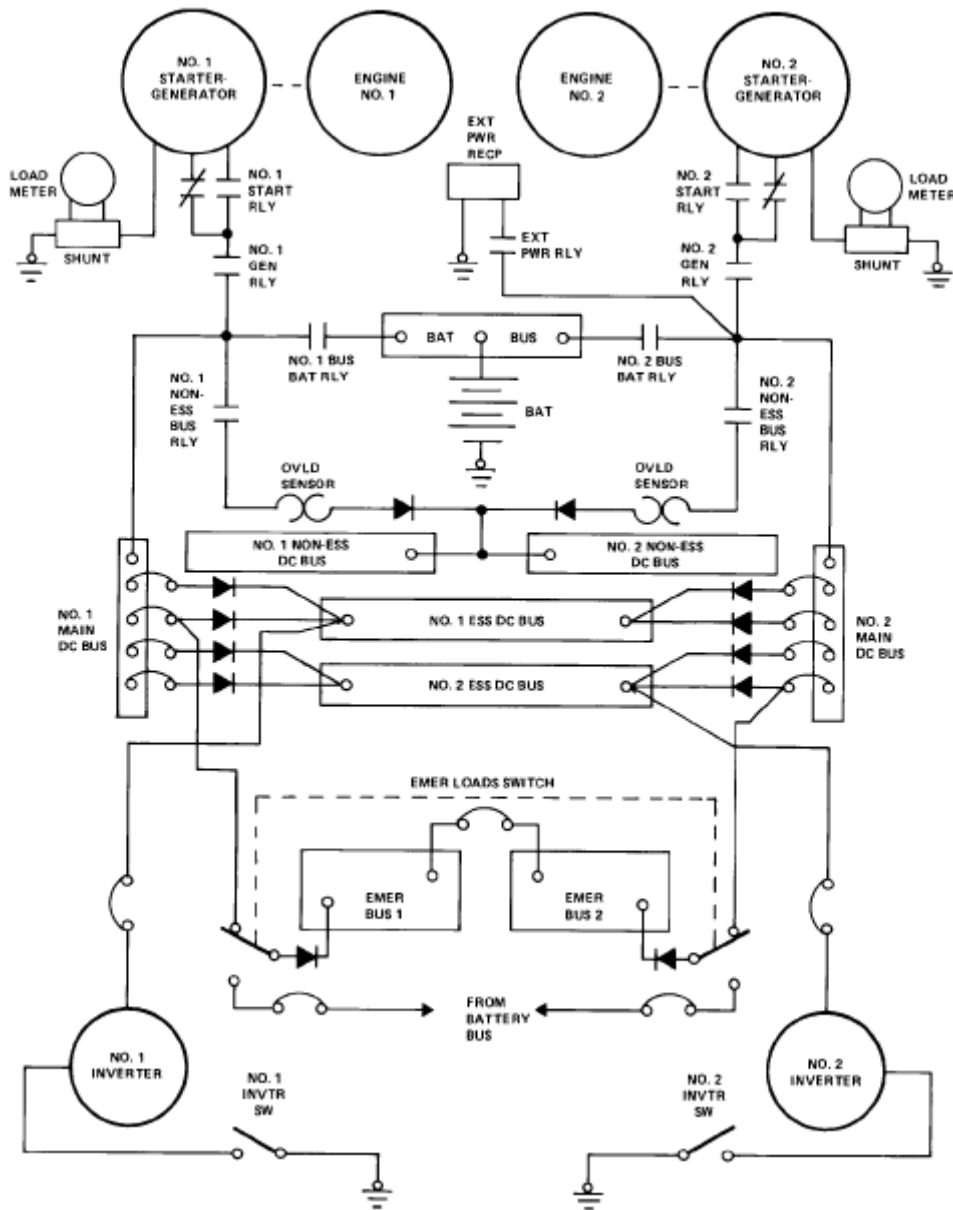 NO. 1
STARTER-
GENERATOR
ENGINE
NO. 1
ENGINE
NO. 2
NO. 2
STARTER-
GENERATOR
EXT
PWR
RECP
LOAD
METER
NO. 1
START
RLY
NO. 2
START
RLY
LOAD
METER
SHUNT
NO. 1
GEN
RLY
EXT
PWR RLY
NO. 2
GEN
RLY
SHUNT
BAT
BUS
NO. 1 BUS
BAT RLY
NO. 2 BUS
BAT RLY
NO. 1
NON-
ESS
BUS
RLY
BAT
NO. 2
NON-
ESS
BUS
RLY
OVLD
SENSOR
OVLD
SENSOR
NO. 1 NON-ESS
DC BUS
NO. 2 NON-ESS
DC BUS
NO. 1
MAIN
DC BUS
NO. 1 ESS DC BUS
NO. 2 ESS DC BUS
NO. 2
MAIN
DC BUS
EMER LOADS SWITCH
EMER
BUS 1
EMER
BUS 2
FROM
BATTERY
BUS
NO. 1
INVERTER
NO. 1
INVTR
SW
NO. 2
INVTR
SW
NO. 2
INVERTER